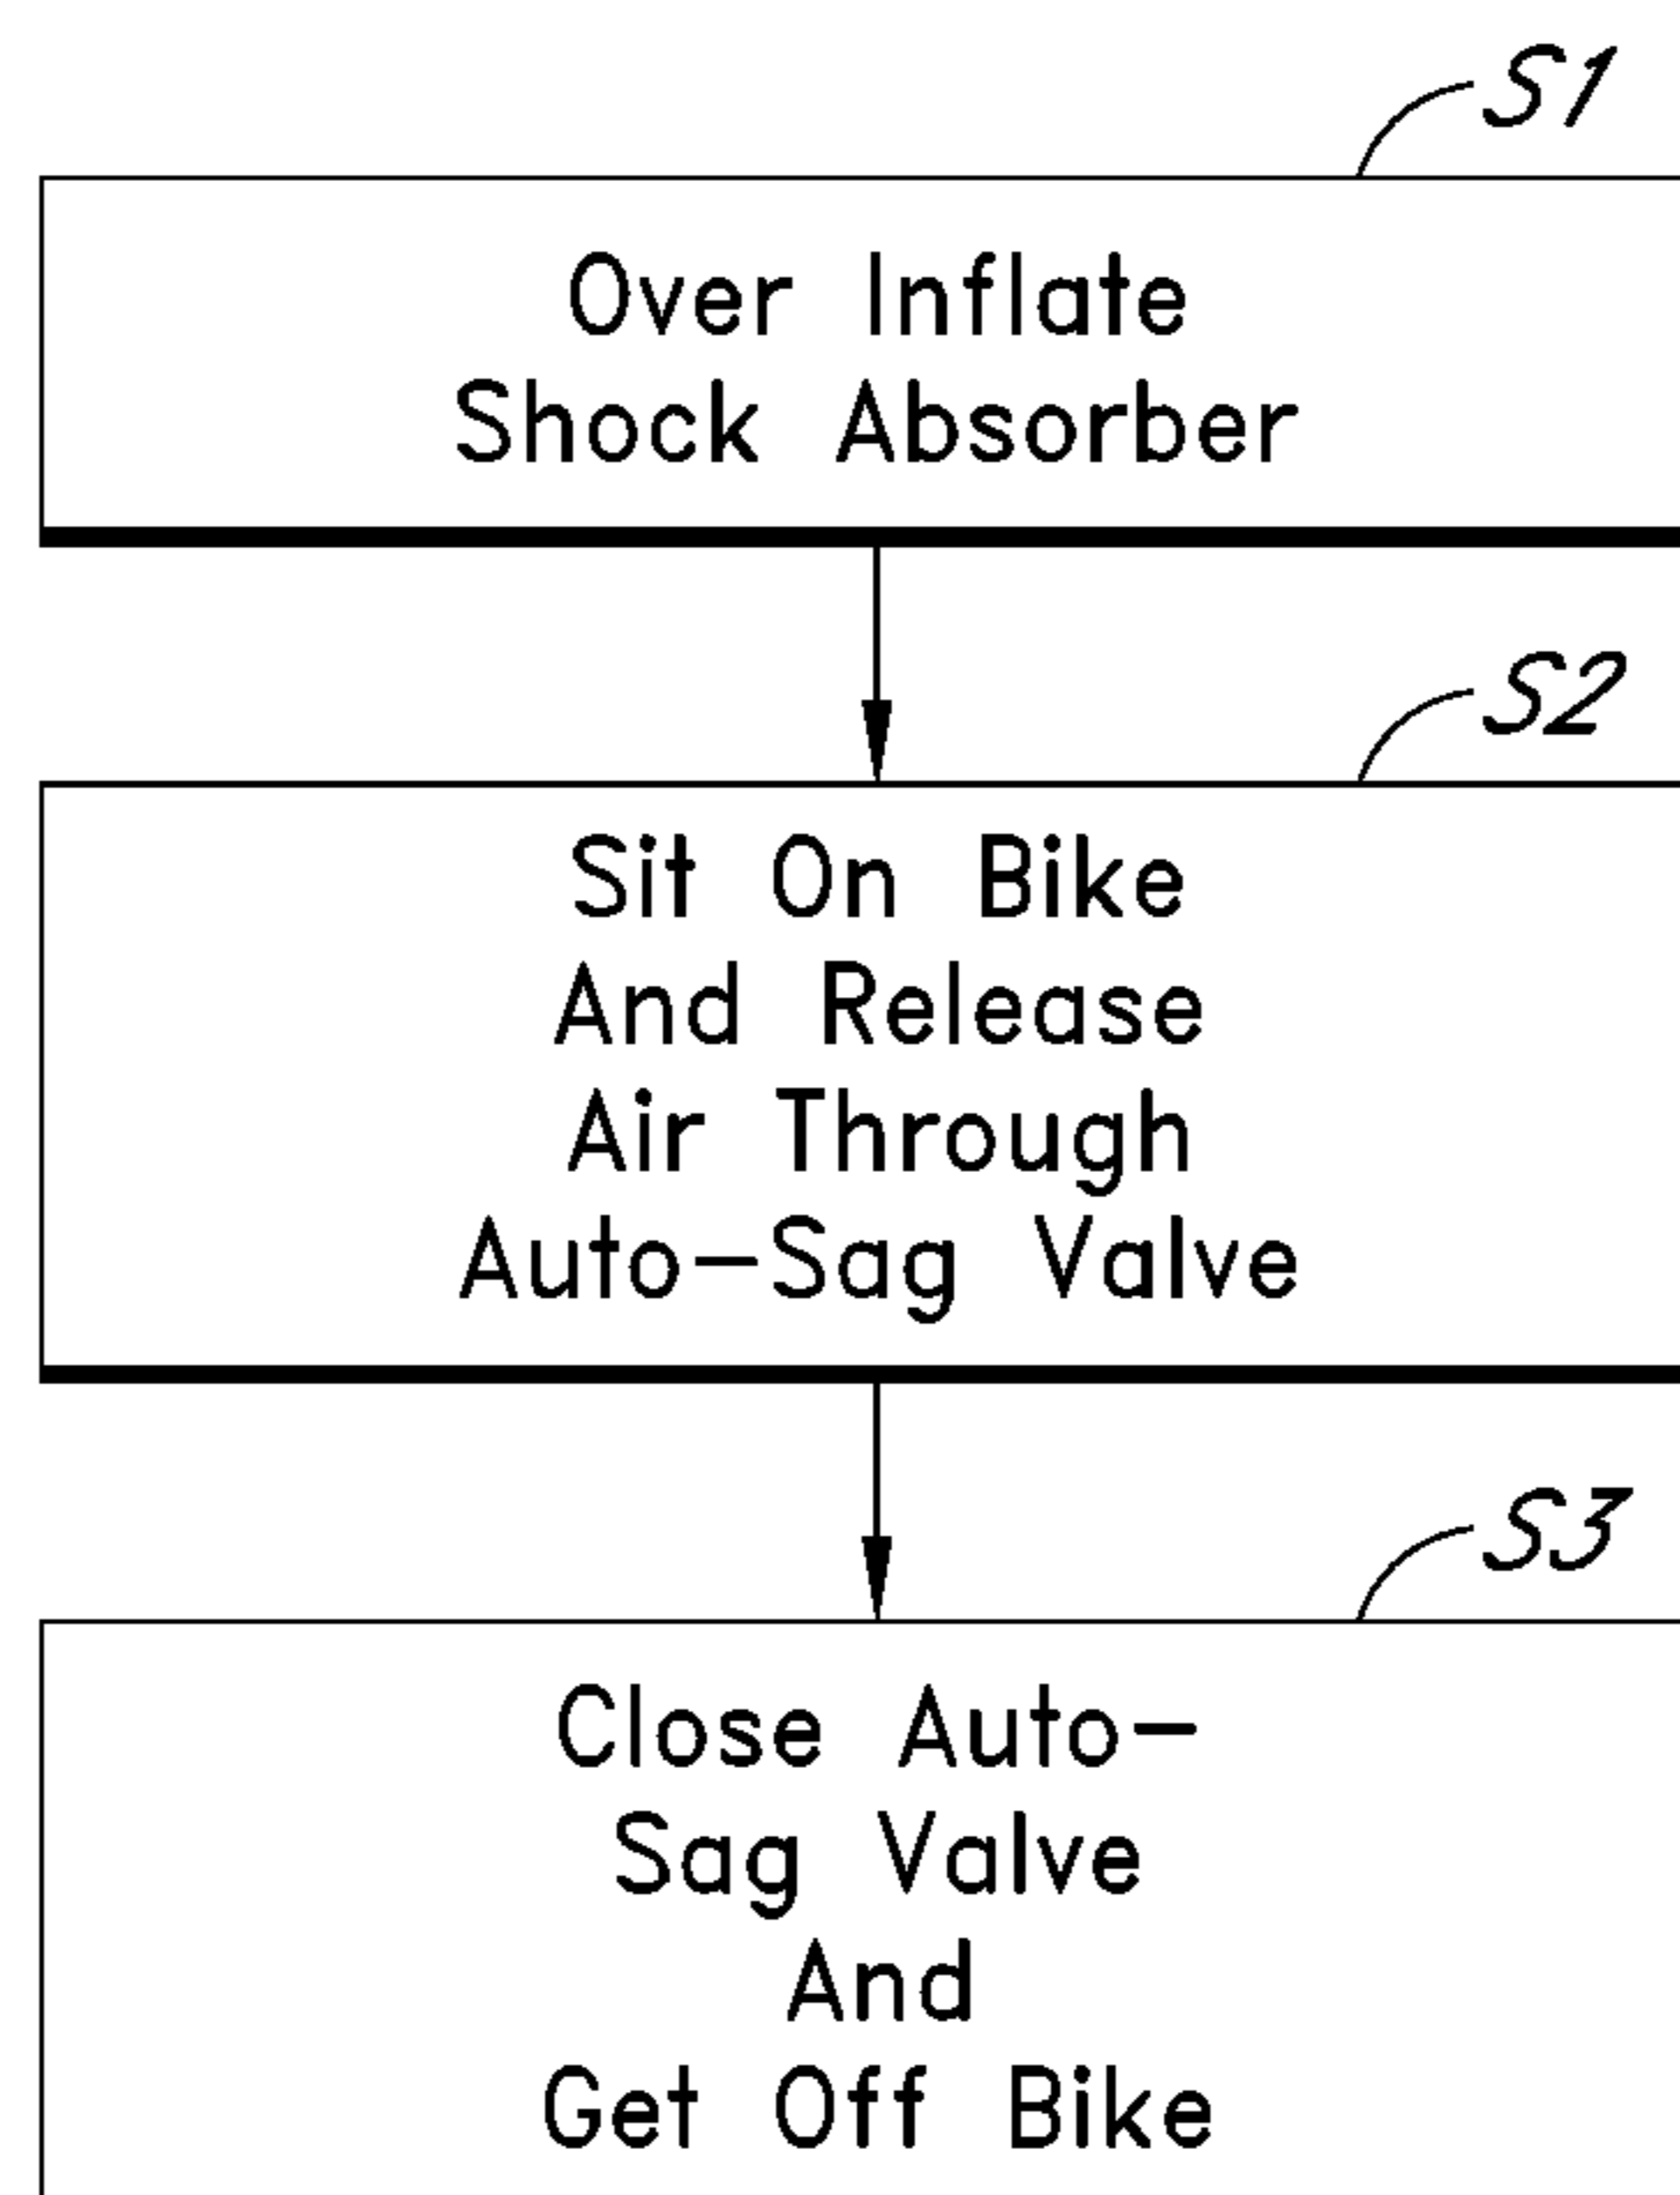 S1
Over Inflate
Shock Absorber
S2
Sit On Bike
And Release
Air Through
Auto-Sag Valve
S3
Close Auto-
Sag Valve
And
Get Off Bike